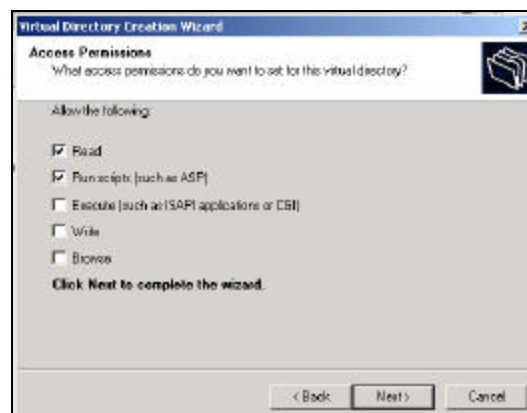 Virtual Directory Creation Wizard
Access Permissions
What access permissions do you want to set for this virtual directory?
Allow the following:
Read
Run scripts (such as ASP)
Execute (such as ISAPI applications or CGI)
Write
Browse
Click Next to complete the wizard.
< Back
Next >
Cancel